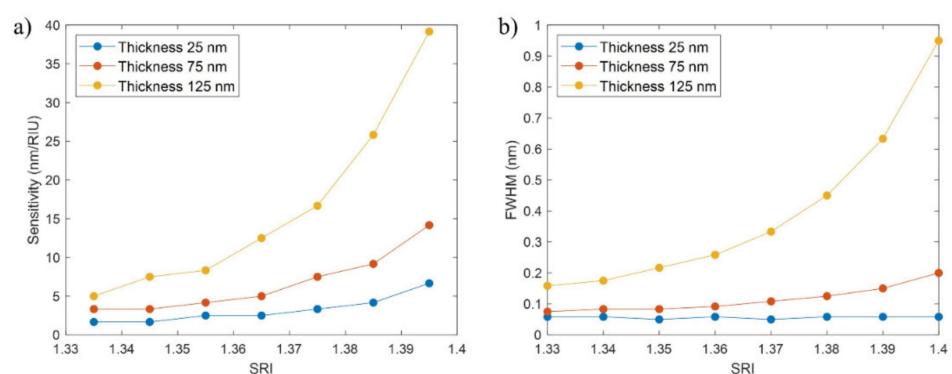 a)
Thickness 25 nm
Thickness 75 nm
Thickness 125 nm
Sensitivity (nm/RIU)
40
35
30
25
20
15
10
5
0
1.33 1.34 1.35 1.36 1.37 1.38 1.39 1.4
SRI
b)
Thickness 25 nm
Thickness 75 nm
Thickness 125 nm
FWHM (nm)
1
0.9
0.8
0.7
0.6
0.5
0.4
0.3
0.2
0.1
0
1.33 1.34 1.35 1.36 1.37 1.38 1.39 1.4
SRI